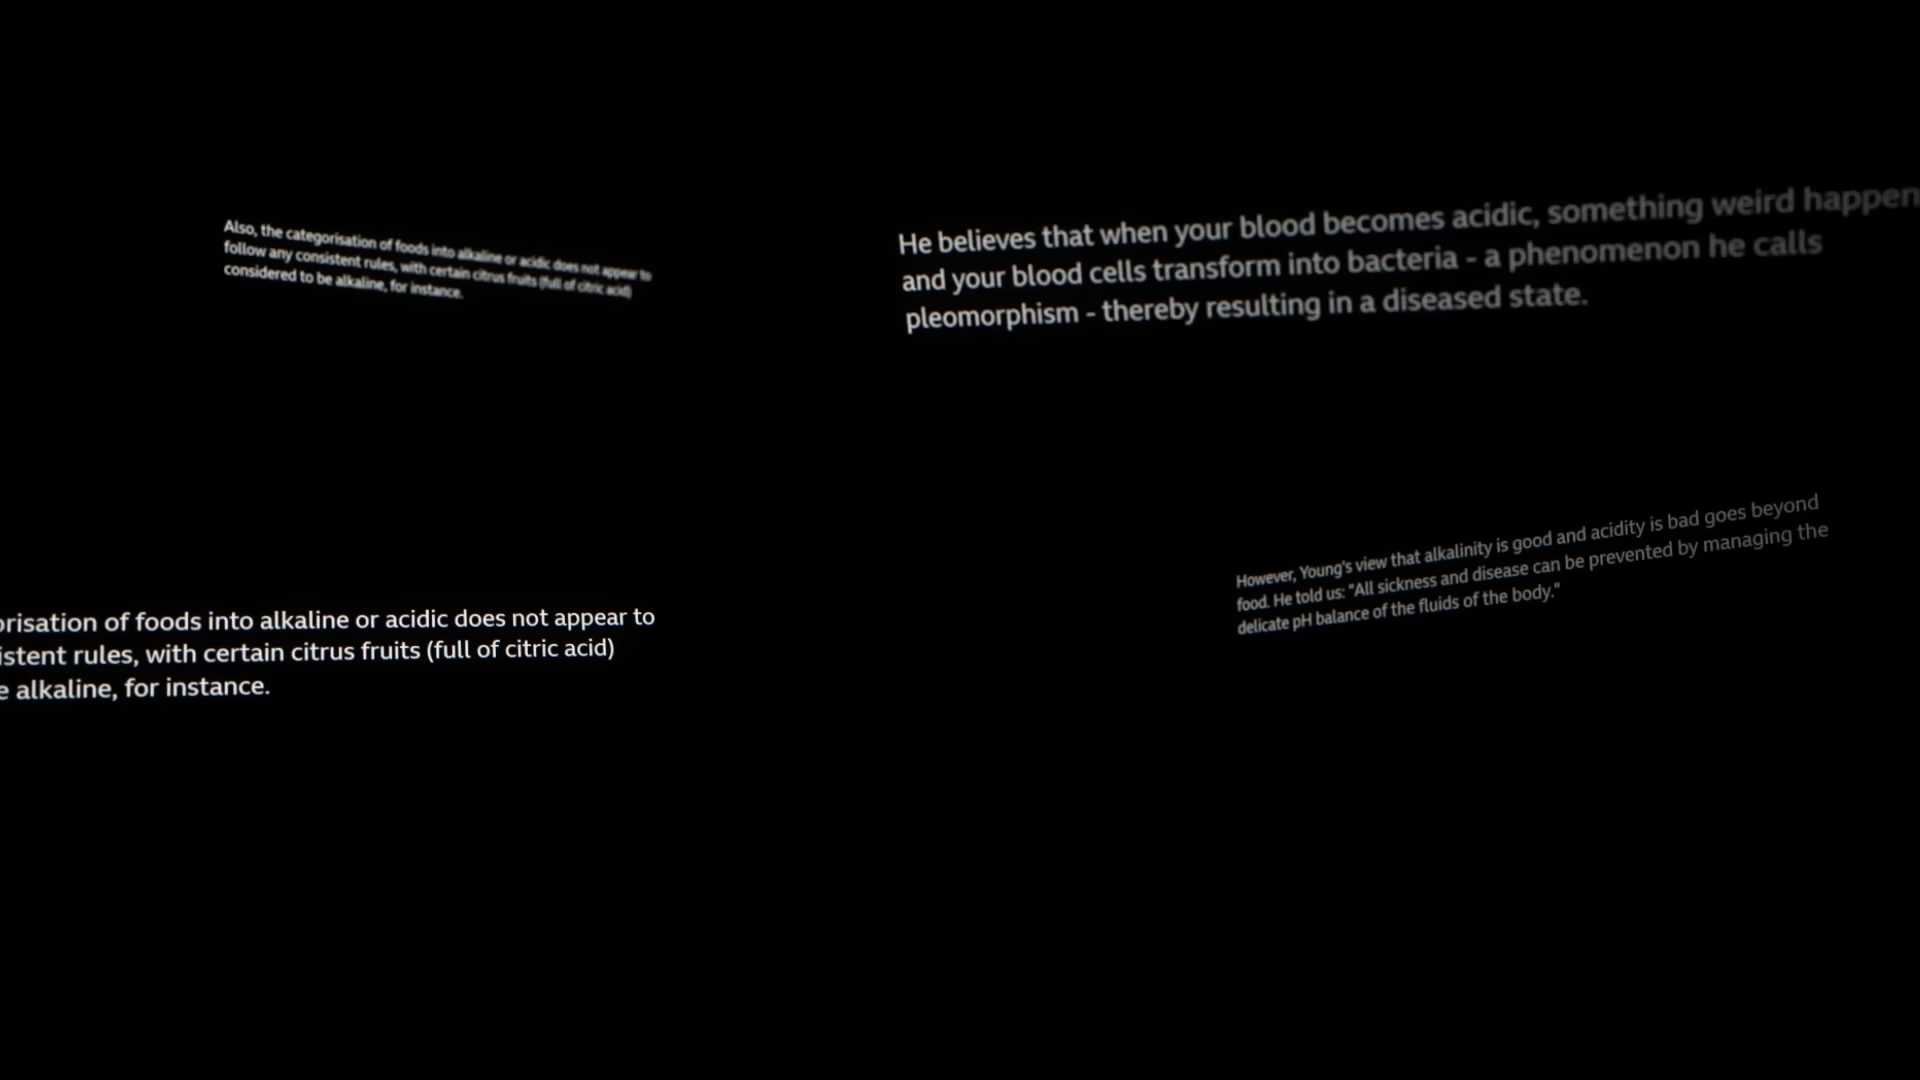 Also, the categorisation of foods into alkaline or acidic does not appear to
follow any consistent rules, with certain citrus fruits (full of citric acid)
considered to be alkaline, for instance.
He believes that when your blood becomes acidic, something weird happen
and your blood cells transform into bacteria - a phenomenon he calls
pleomorphism - thereby resulting in a diseased state.
However, Young's view that alkalinity is good and acidity is bad goes beyond
food. He told us: "All sickness and disease can be prevented by managing the
delicate pH balance of the fluids of the body."
orisation of foods into alkaline or acidic does not appear to
istent rules, with certain citrus fruits (full of citric acid)
e alkaline, for instance.